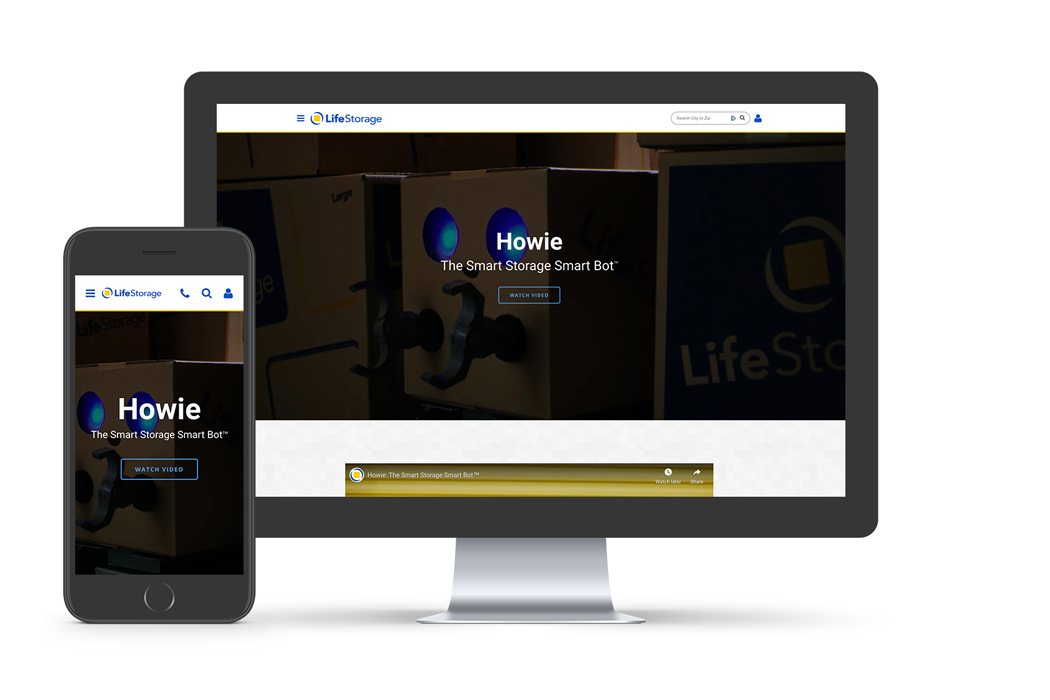 LifeStorage
Search City or Zip
Large
Howie
The Smart Storage Smart Bot™
WATCH VIDEO
LifeSto
Howie: The Smart Storage Smart Bot™
Watch later
Share
LifeStorage
LifeStorage
Howie
The Smart Storage Smart Bot™
WATCH VIDEO